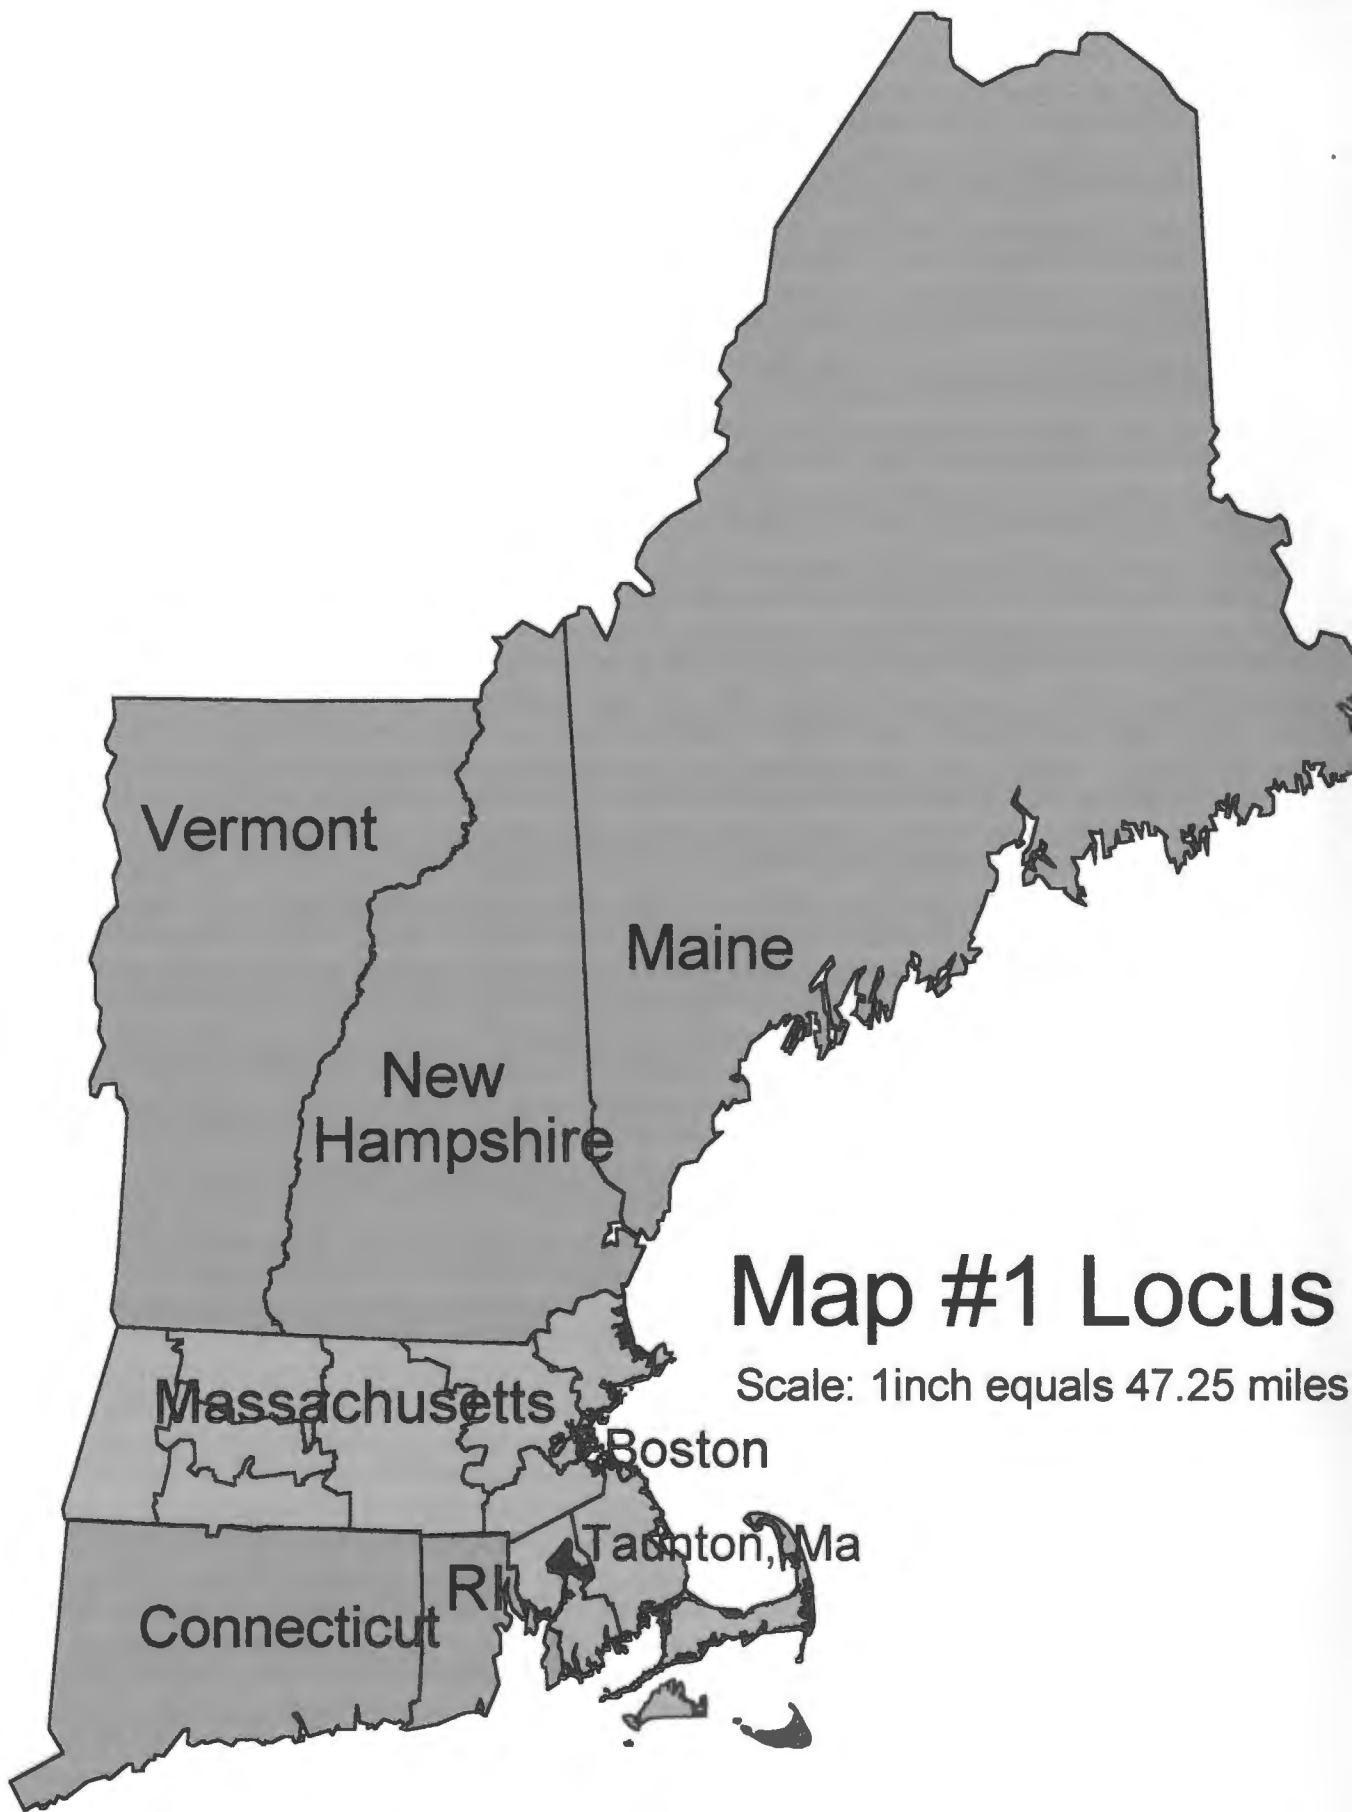 Vermont
Maine
New
Hampshire
Map #1 Locus
Scale: 1inch equals 47.25 miles
Massachusetts
Boston
Taunton, Ma
RI
Connecticut